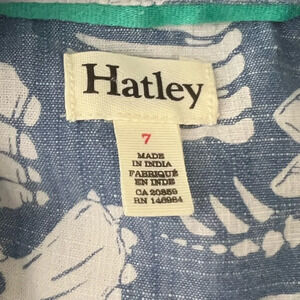 Hatley
7
MADE
IN INDIA
FABRIQUÉ
EN INDE
CA 20859
RN 146984